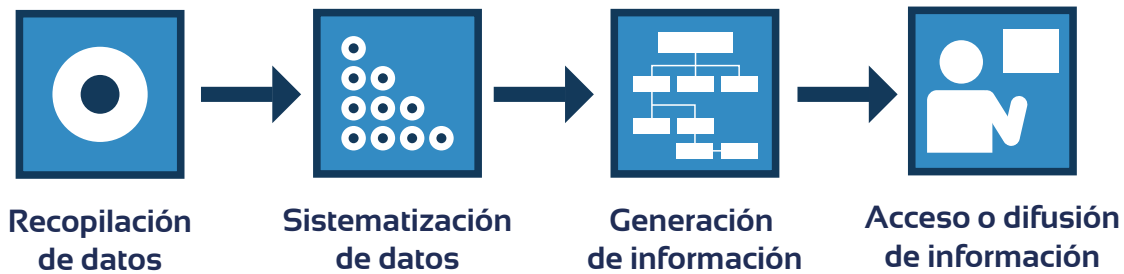 Recopilación
de datos
Sistematización
de datos
Generación
de información
Acceso o difusión
de información